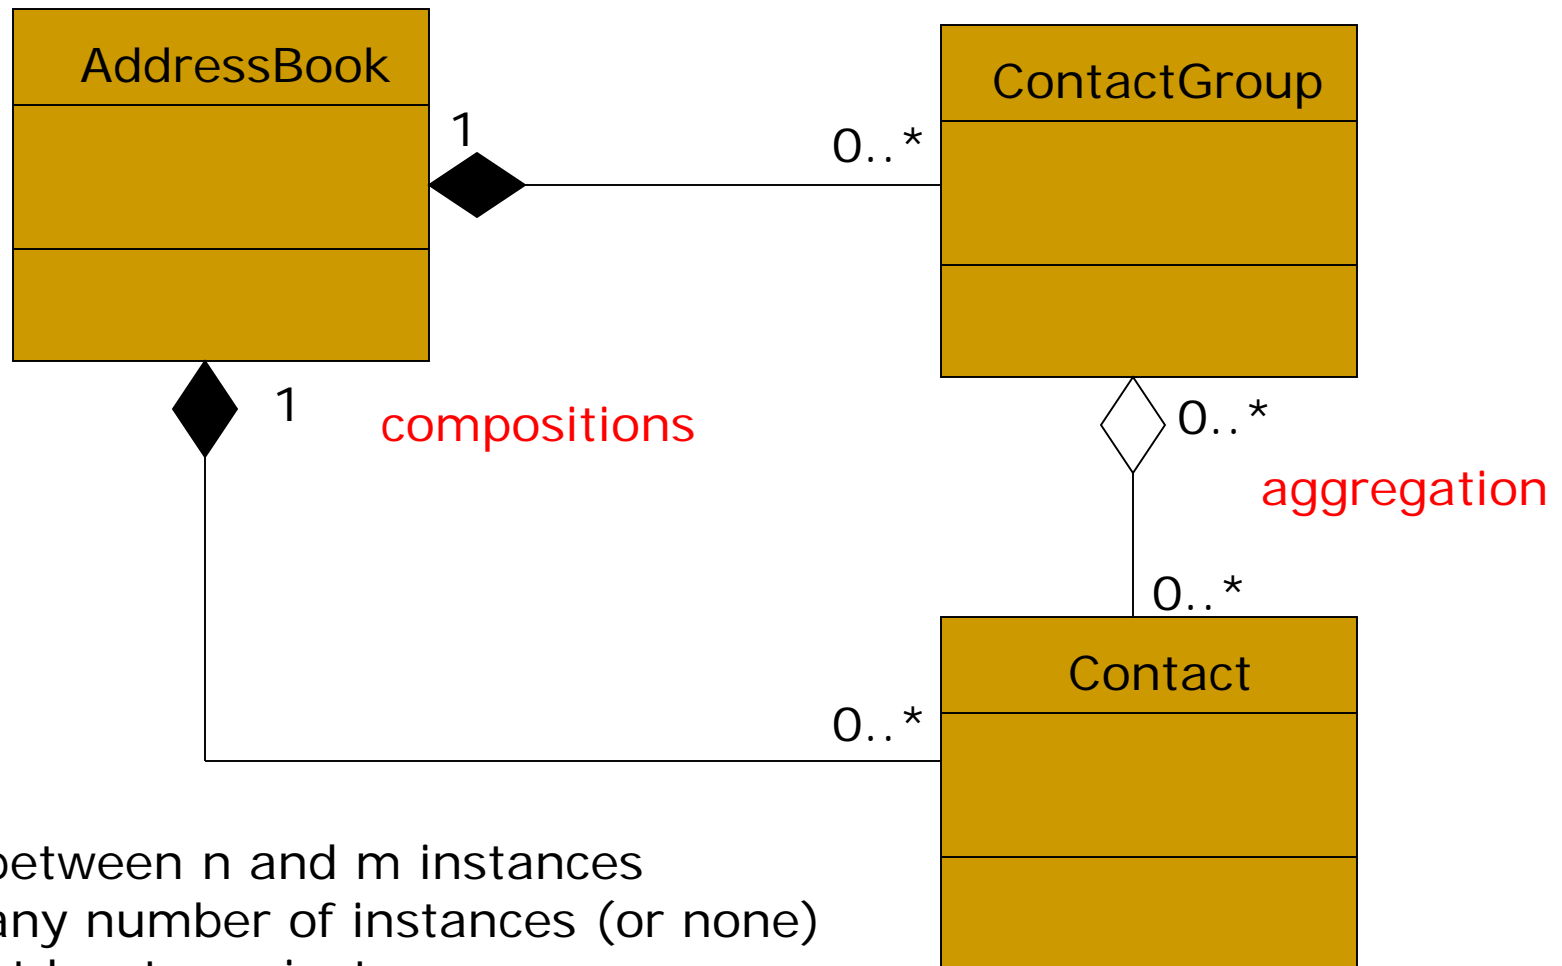 AddressBook
ContactGroup
1
0..*
1
compositions
0..*
aggregation
0..*
Contact
0..*
between n and m instances
any number of instances (or none)